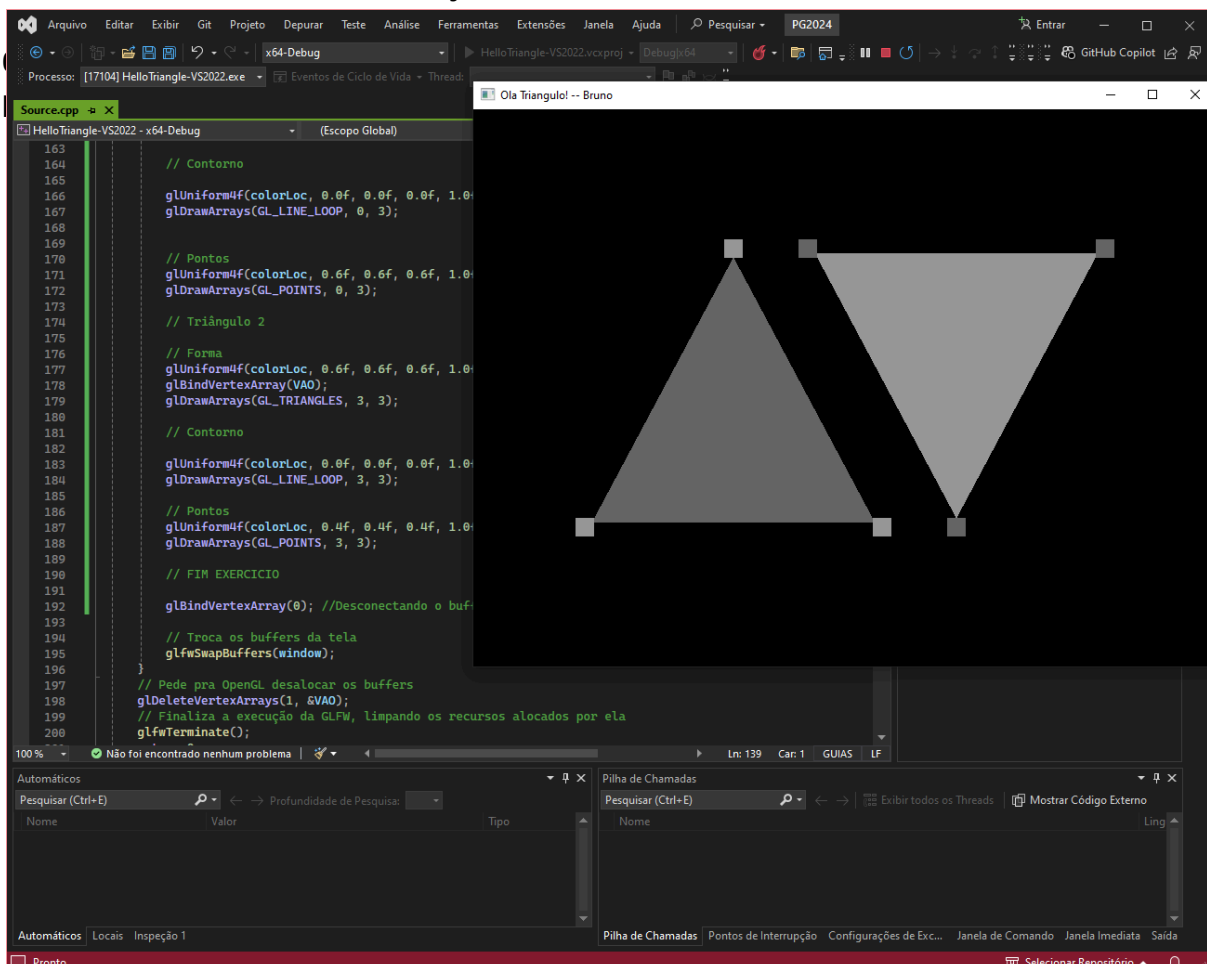 Arquivo Editar Exibir Git Projeto Depurar Teste Análise Ferramentas Extensões Janela Ajuda Pesquisar PG2024 Entrar
x64-Debug HelloTriangle-VS2022.vcxproj Debug|x64 GitHub Copilot
Processo: [17104] HelloTriangle-VS2022.exe Eventos de Ciclo de Vida Thread:
Ola Triangulo! -- Bruno
Source.cpp
HelloTriangle-VS2022 - x64-Debug (Escopo Global)
163
164 // Contorno
165
166 glUniform4f(colorLoc, 0.0f, 0.0f, 0.0f, 1.0
167 glDrawArrays(GL_LINE_LOOP, 0, 3);
168
169
170 // Pontos
171 glUniform4f(colorLoc, 0.6f, 0.6f, 0.6f, 1.0
172 glDrawArrays(GL_POINTS, 0, 3);
173
174 // Triângulo 2
175
176 // Forma
177 glUniform4f(colorLoc, 0.6f, 0.6f, 0.6f, 1.0
178 glBindVertexArray(VAO);
179 glDrawArrays(GL_TRIANGLES, 3, 3);
180
181 // Contorno
182
183 glUniform4f(colorLoc, 0.0f, 0.0f, 0.0f, 1.0
184 glDrawArrays(GL_LINE_LOOP, 3, 3);
185
186 // Pontos
187 glUniform4f(colorLoc, 0.4f, 0.4f, 0.4f, 1.0
188 glDrawArrays(GL_POINTS, 3, 3);
189
190 // FIM EXERCICIO
191
192 glBindVertexArray(0); //Desconectando o buf
193
194 // Troca os buffers da tela
195 glfwSwapBuffers(window);
196 }
197 // Pede pra OpenGL desalocar os buffers
198 glDeleteVertexArrays(1, &VAO);
199 // Finaliza a execução da GLFW, limpando os recursos alocados por ela
200 glfwTerminate();
100 % Não foi encontrado nenhum problema Ln: 139 Car: 1 GUIAS LF
Automáticos Pilha de Chamadas
Pesquisar (Ctrl+E) Profundidade de Pesquisa: Pesquisar (Ctrl+E) Exibir todos os Threads Mostrar Código Externo
Nome Valor Tipo Nome Ling
Automáticos Locais Inspeção 1 Pilha de Chamadas Pontos de Interrupção Configurações de Exc... Janela de Comando Janela Imediata Saída
Pronto Selecionar Repositório